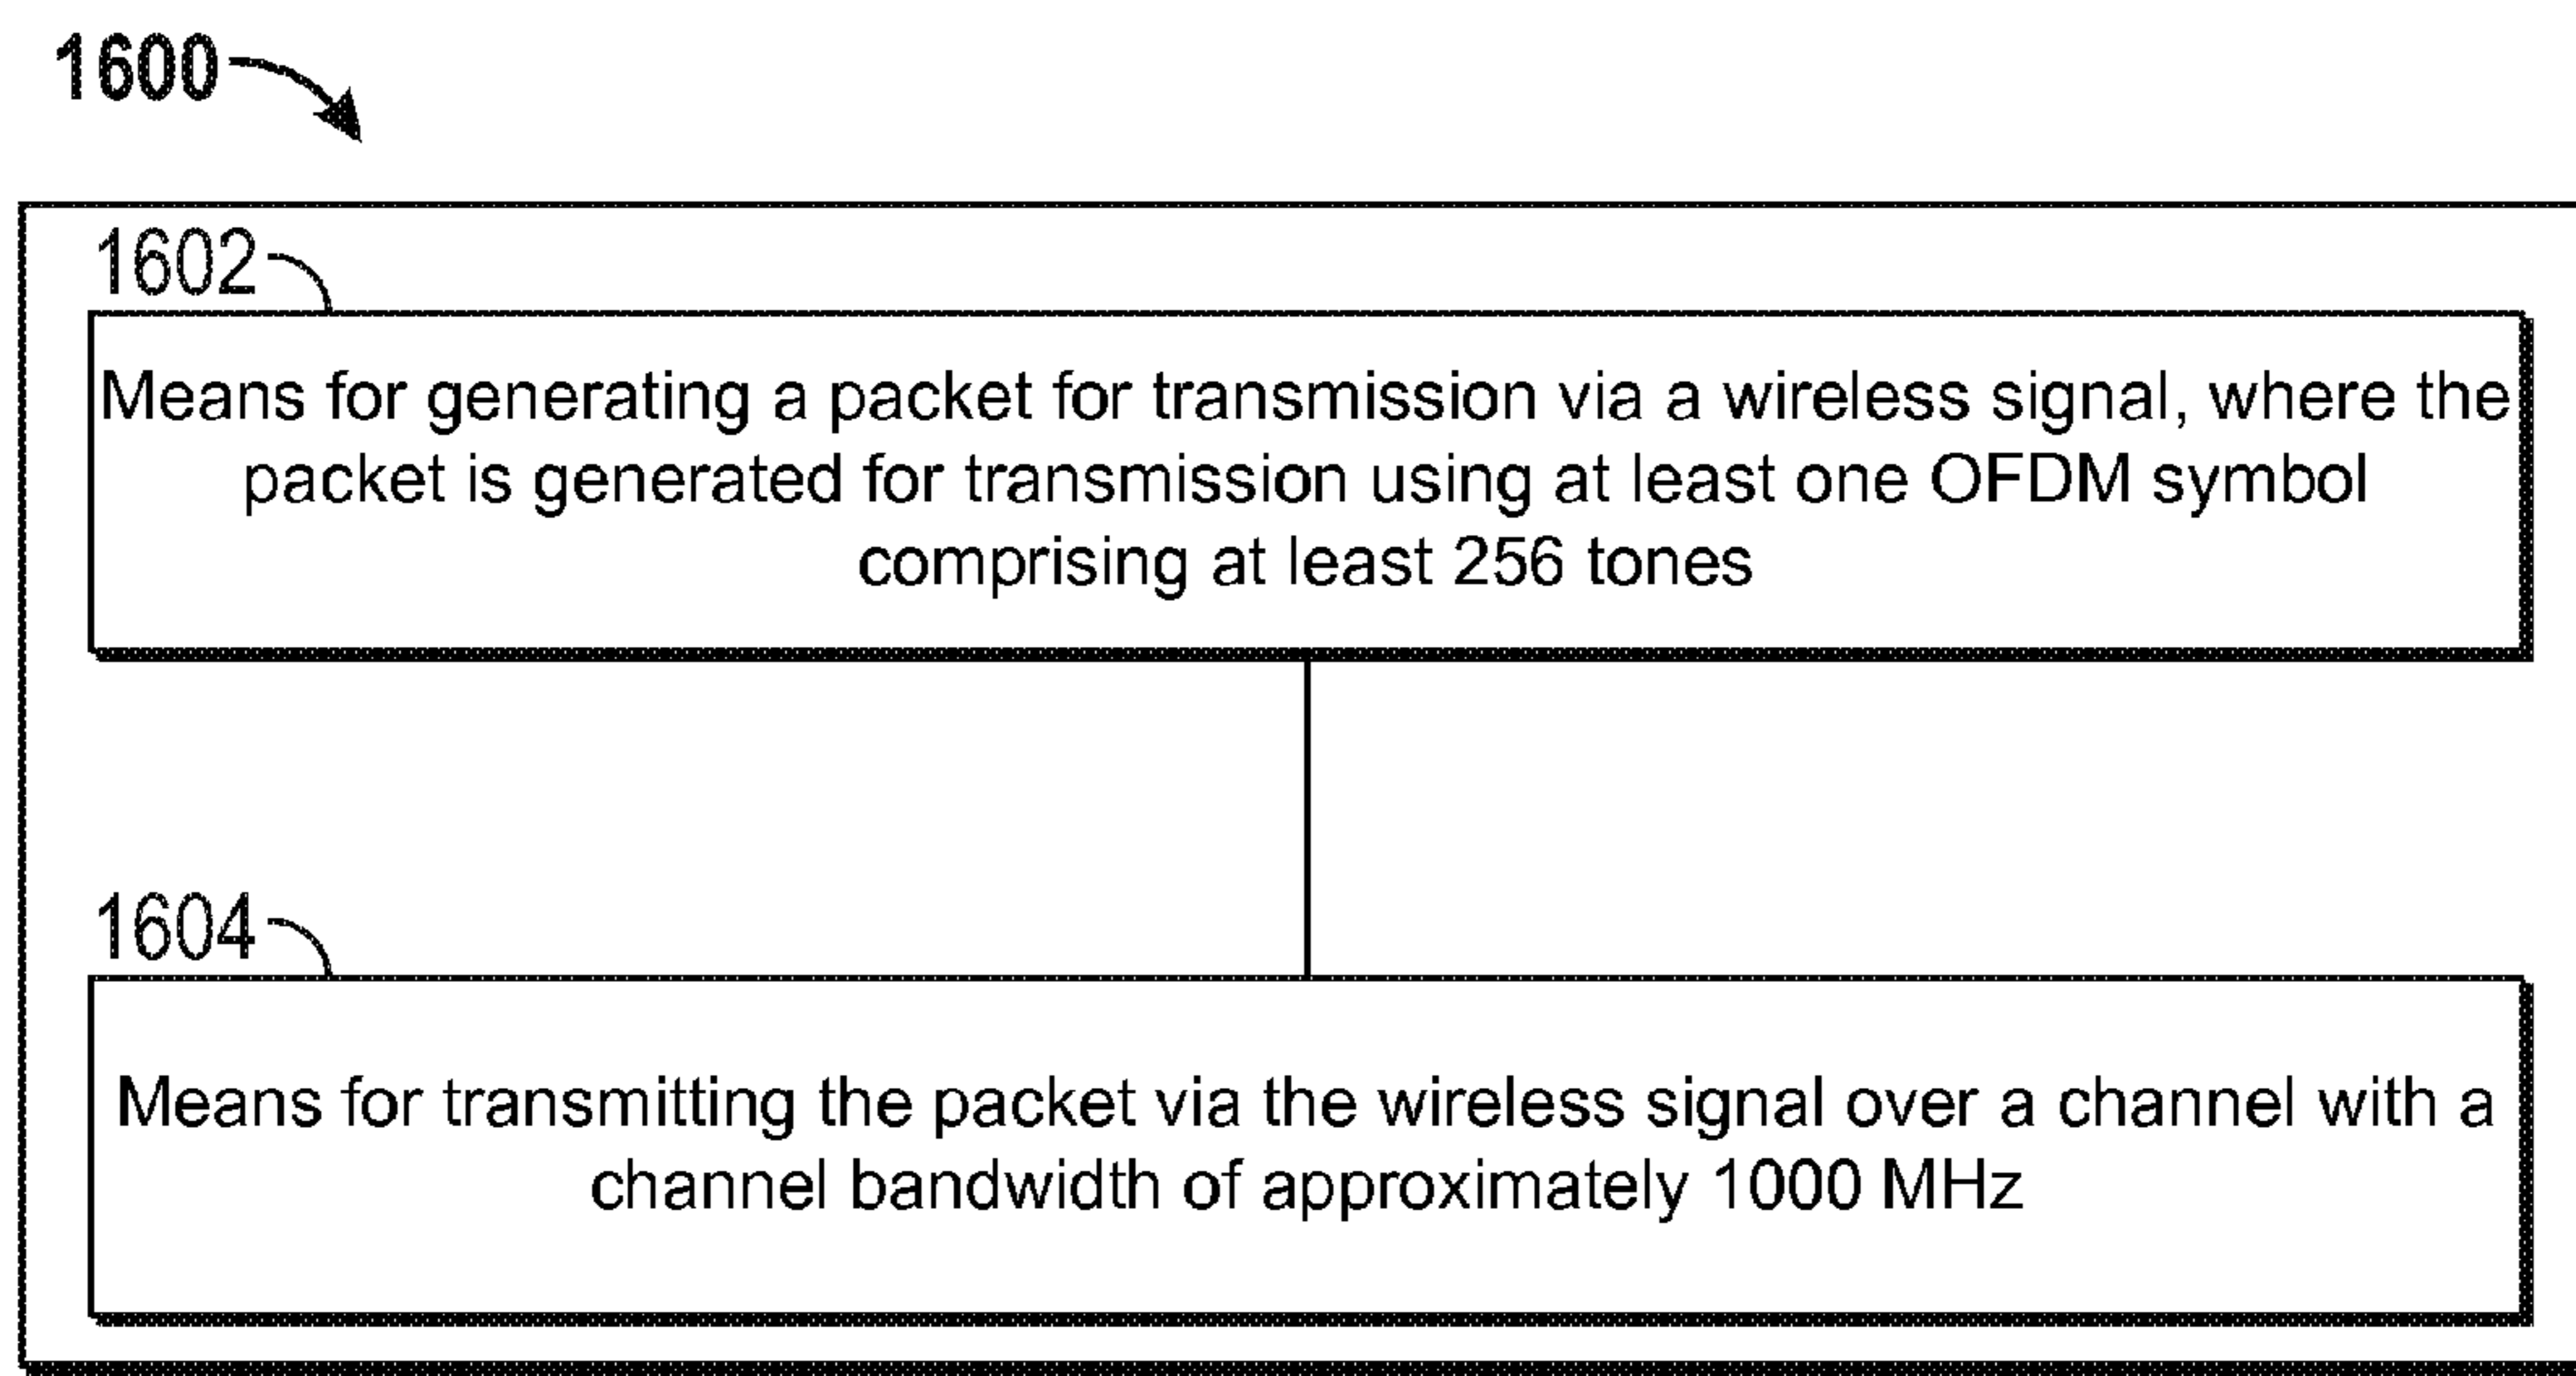 1600
1602
Means for generating a packet for transmission via a wireless signal, where the
packet is generated for transmission using at least one OFDM symbol
comprising at least 256 tones
1604
Means for transmitting the packet via the wireless signal over a channel with a
channel bandwidth of approximately 1000 MHz